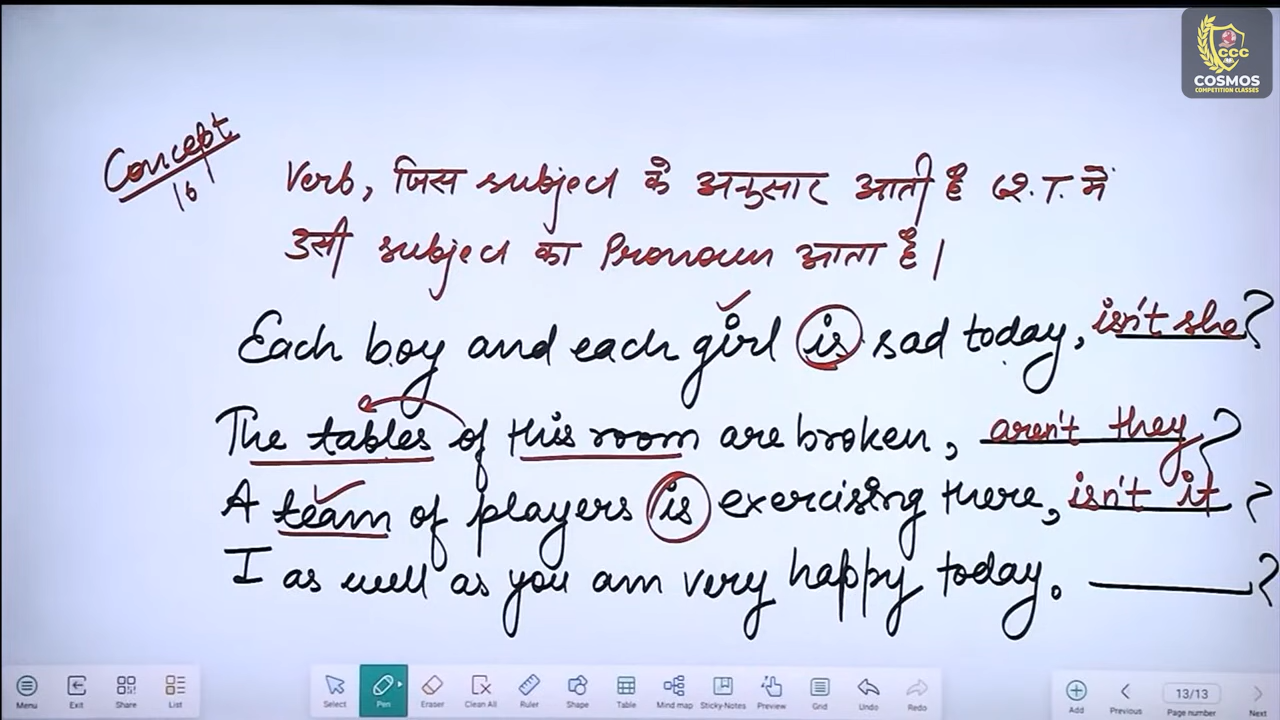 CCC
COSMOS
COMPETITION CLASSES
Concept
16
Verb, जिस subject के अनुसार आती है Q.T. में
उसी subject का Pronoun आता है।
Each boy and each girl is sad today, isn't she?
The tables of this room are broken, aren't they?
A team of players is exercising there, isn't it?
I as well as you am very happy today. ______?
Menu Exit Share List Select Pen Eraser Clean All Ruler Shape Table Mind map Sticky-Notes Preview Grid Undo Redo Add Previous 13/13 Page number Next